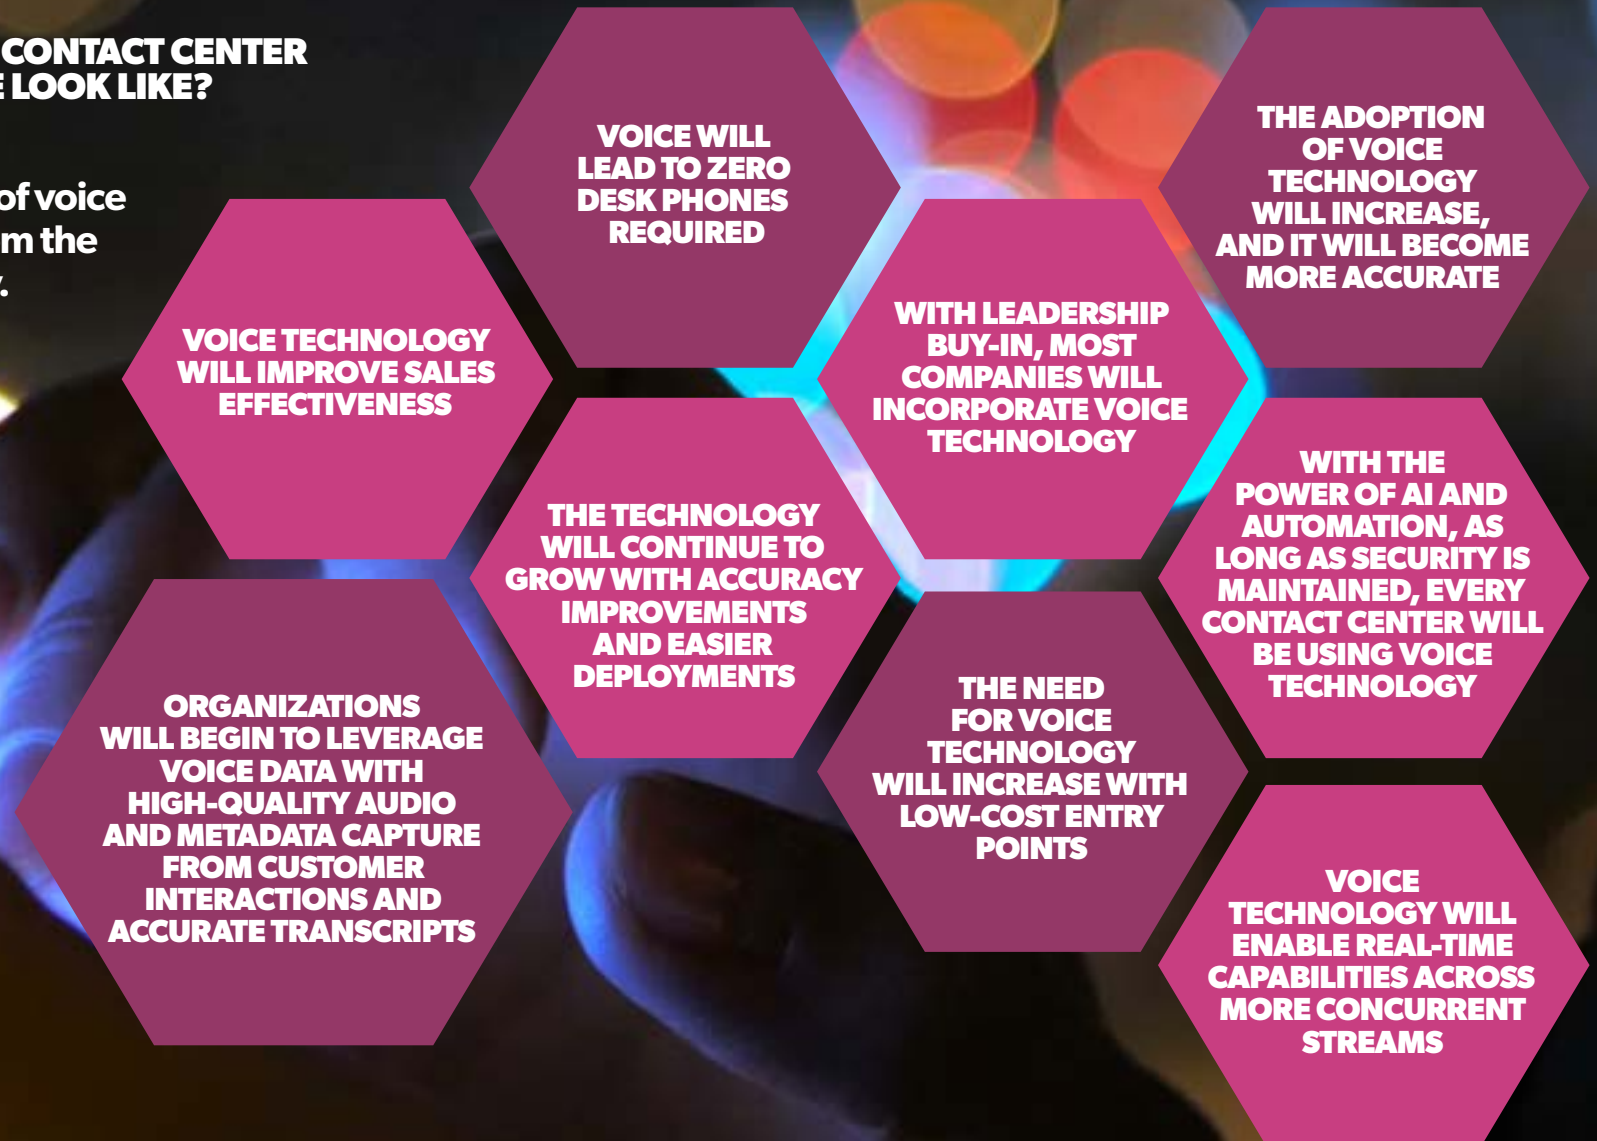 CONTACT CENTER
LOOK LIKE?
of voice
the
VOICE WILL
LEAD TO ZERO
DESK PHONES
REQUIRED
THE ADOPTION
OF VOICE
TECHNOLOGY
WILL INCREASE,
AND IT WILL BECOME
MORE ACCURATE
VOICE TECHNOLOGY
WILL IMPROVE SALES
EFFECTIVENESS
WITH LEADERSHIP
BUY-IN, MOST
COMPANIES WILL
INCORPORATE VOICE
TECHNOLOGY
THE TECHNOLOGY
WILL CONTINUE TO
GROW WITH ACCURACY
IMPROVEMENTS
AND EASIER
DEPLOYMENTS
WITH THE
POWER OF AI AND
AUTOMATION, AS
LONG AS SECURITY IS
MAINTAINED, EVERY
CONTACT CENTER WILL
BE USING VOICE
TECHNOLOGY
ORGANIZATIONS
WILL BEGIN TO LEVERAGE
VOICE DATA WITH
HIGH-QUALITY AUDIO
AND METADATA CAPTURE
FROM CUSTOMER
INTERACTIONS AND
ACCURATE TRANSCRIPTS
THE NEED
FOR VOICE
TECHNOLOGY
WILL INCREASE WITH
LOW-COST ENTRY
POINTS
VOICE
TECHNOLOGY WILL
ENABLE REAL-TIME
CAPABILITIES ACROSS
MORE CONCURRENT
STREAMS